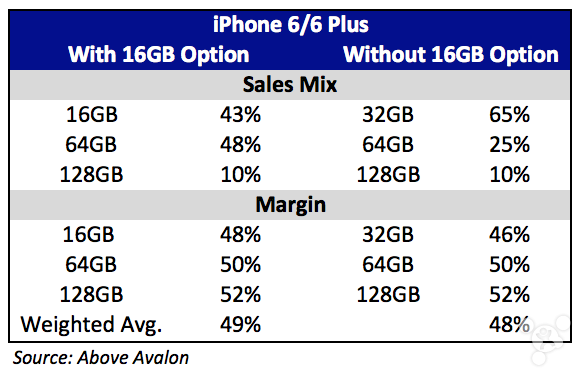 iPhone 6/6 Plus
With 16GB Option Without 16GB Option
Sales Mix
16GB 43% 32GB 65%
64GB 48% 64GB 25%
128GB 10% 128GB 10%
Margin
16GB 48% 32GB 46%
64GB 50% 64GB 50%
128GB 52% 128GB 52%
Weighted Avg. 49% 48%
Source: Above Avalon